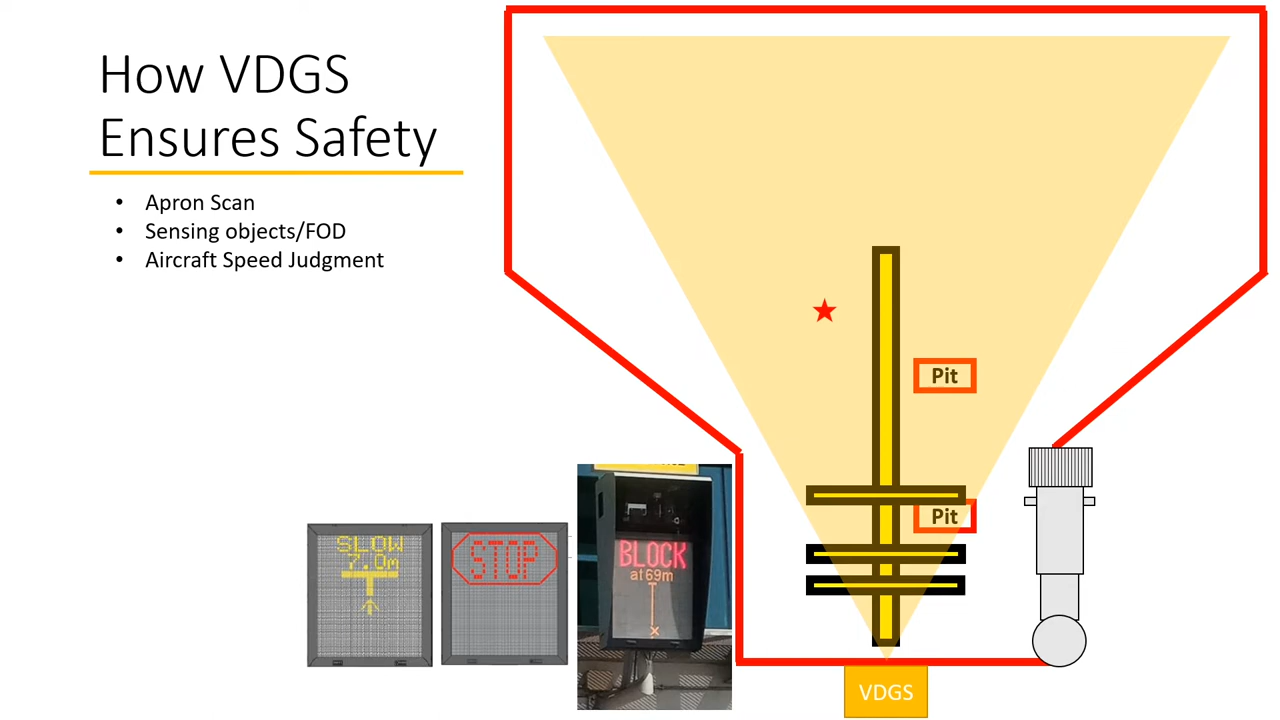 How VDGS
Ensures Safety
• Apron Scan
• Sensing objects/FOD
• Aircraft Speed Judgment
Pit
Pit
SLOW
7.0m
STOP
BLOCK
at 69m
VDGS